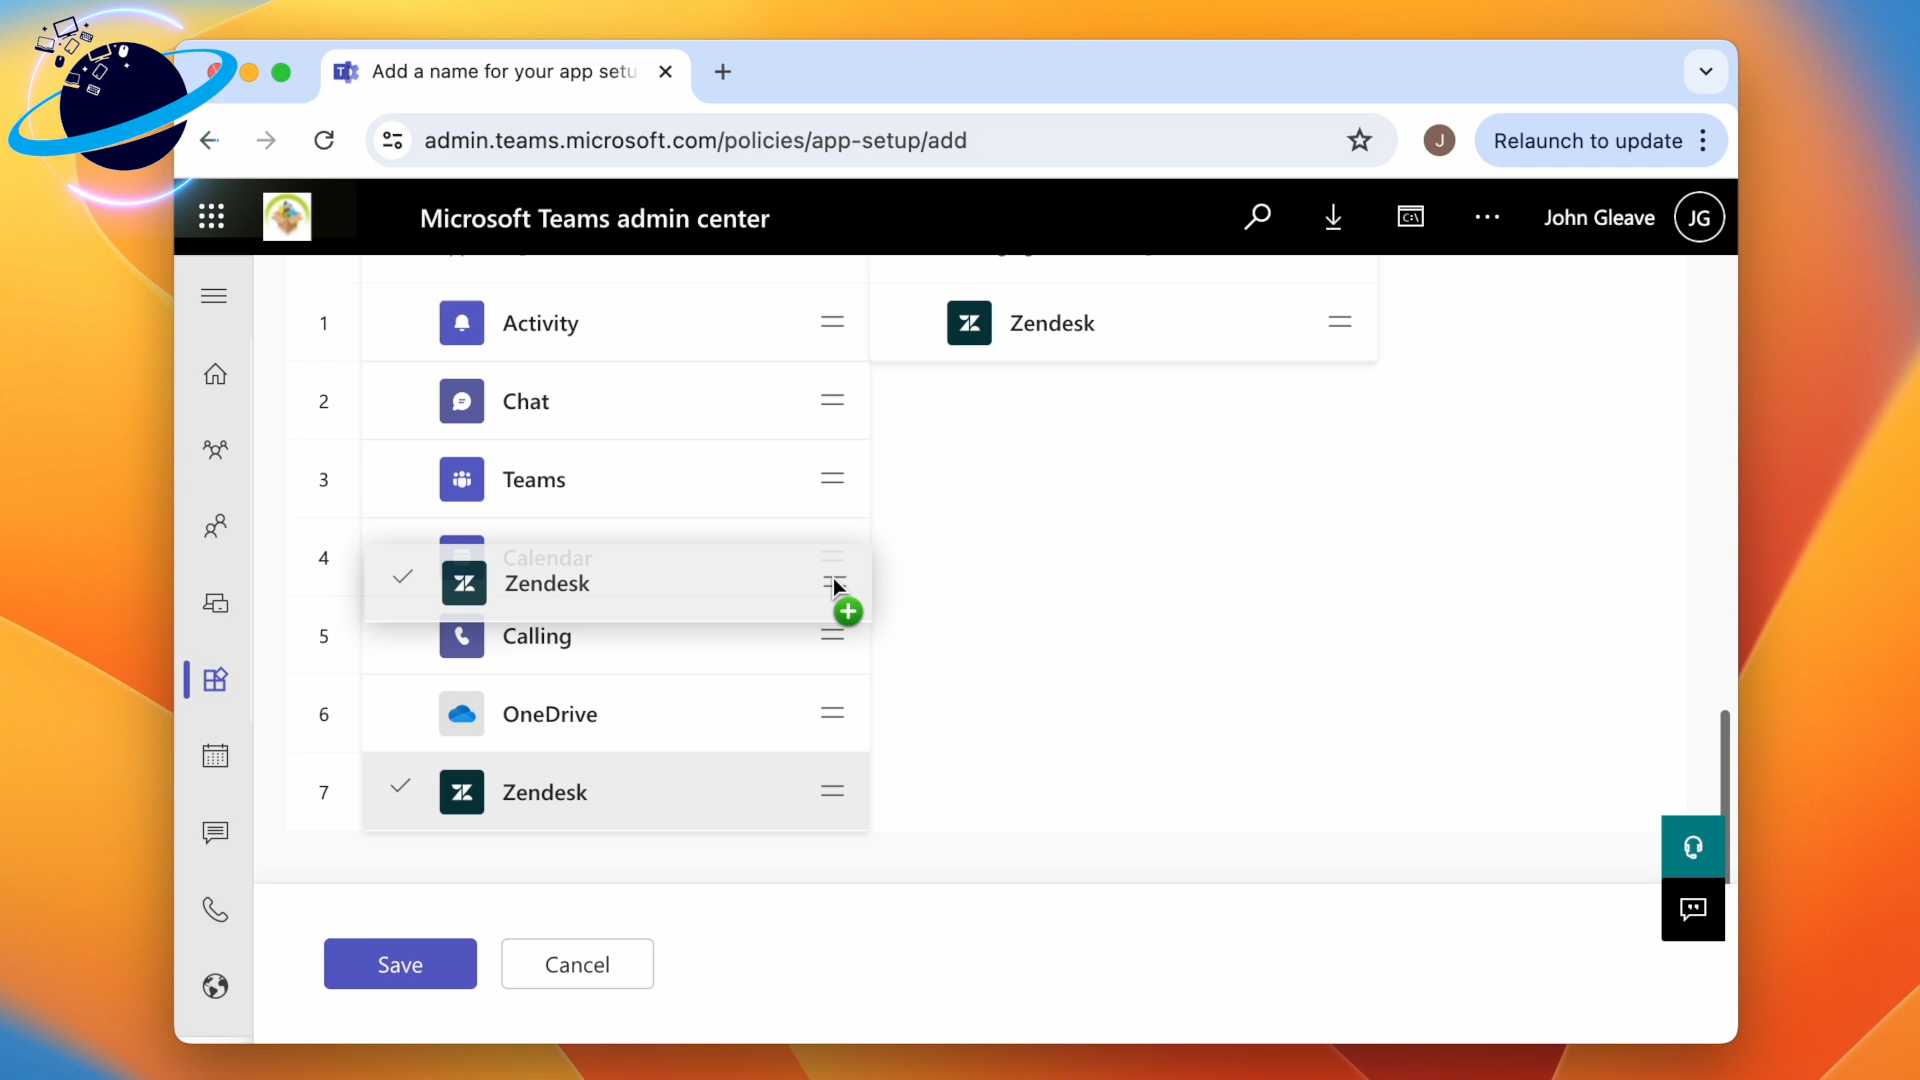 Add a name for your app setu
admin.teams.microsoft.com/policies/app-setup/add
J
Relaunch to update
Microsoft Teams admin center
John Gleave
JG
1
Activity
Zendesk
2
Chat
3
Teams
4
Calendar
Zendesk
5
Calling
6
OneDrive
7
Zendesk
Save
Cancel